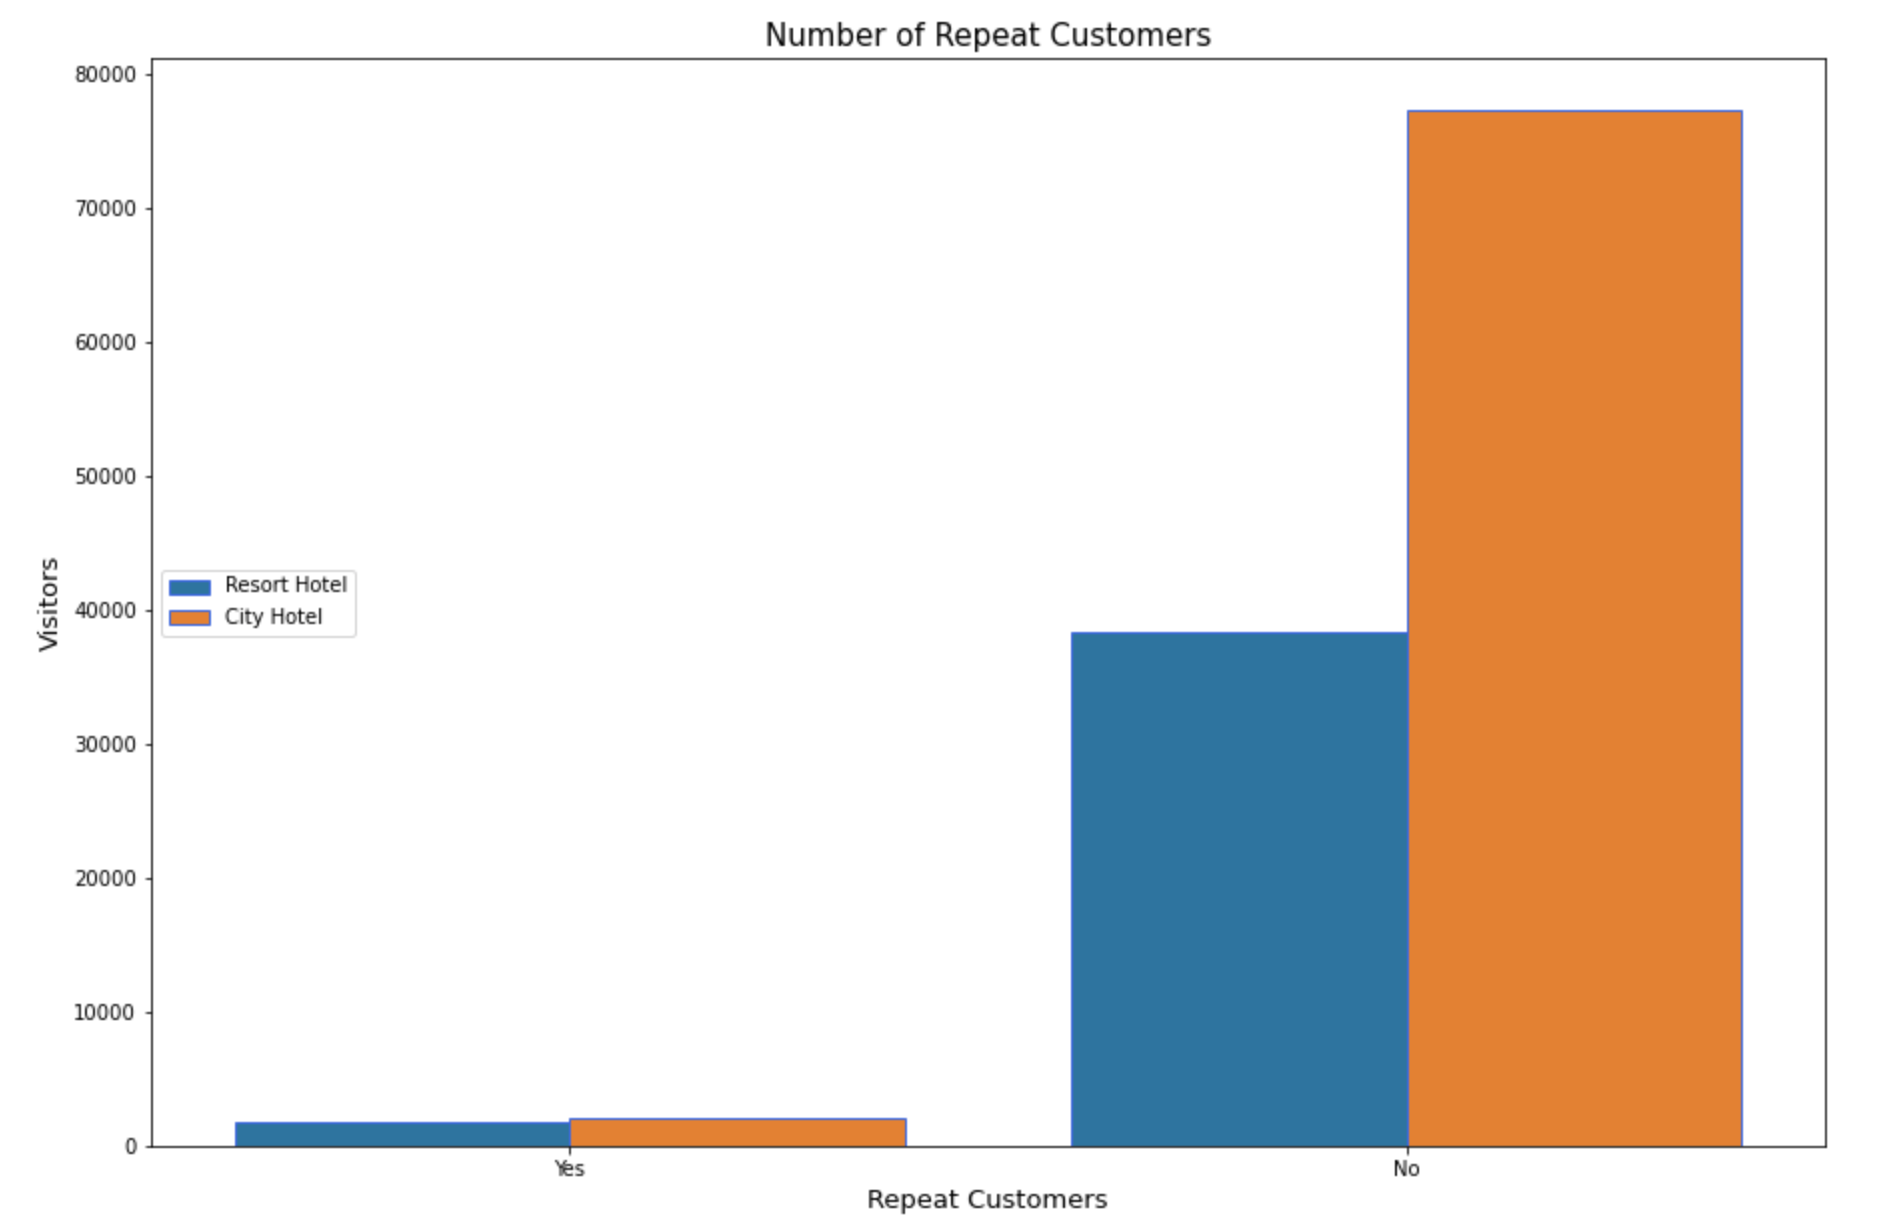 Number of Repeat Customers
80000
70000
60000
50000
40000
30000
20000
10000
0
Visitors
Resort Hotel
City Hotel
Yes
No
Repeat Customers